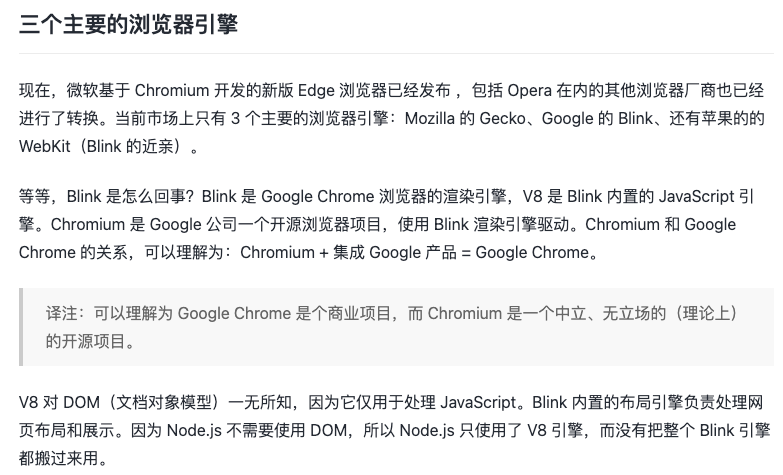 三个主要的浏览器引擎
现在，微软基于 Chromium 开发的新版 Edge 浏览器已经发布 ，包括 Opera 在内的其他浏览器厂商也已经
进行了转换。当前市场上只有 3 个主要的浏览器引擎：Mozilla 的 Gecko、Google 的 Blink、还有苹果的的
WebKit（Blink 的近亲）。
等等，Blink 是怎么回事？Blink 是 Google Chrome 浏览器的渲染引擎，V8 是 Blink 内置的 JavaScript 引
擎。Chromium 是 Google 公司一个开源浏览器项目，使用 Blink 渲染引擎驱动。Chromium 和 Google
Chrome 的关系，可以理解为：Chromium + 集成 Google 产品 = Google Chrome。
译注：可以理解为 Google Chrome 是个商业项目，而 Chromium 是一个中立、无立场的（理论上）
的开源项目。
V8 对 DOM（文档对象模型）一无所知，因为它仅用于处理 JavaScript。Blink 内置的布局引擎负责处理网
页布局和展示。因为 Node.js 不需要使用 DOM，所以 Node.js 只使用了 V8 引擎，而没有把整个 Blink 引擎
都搬过来用。